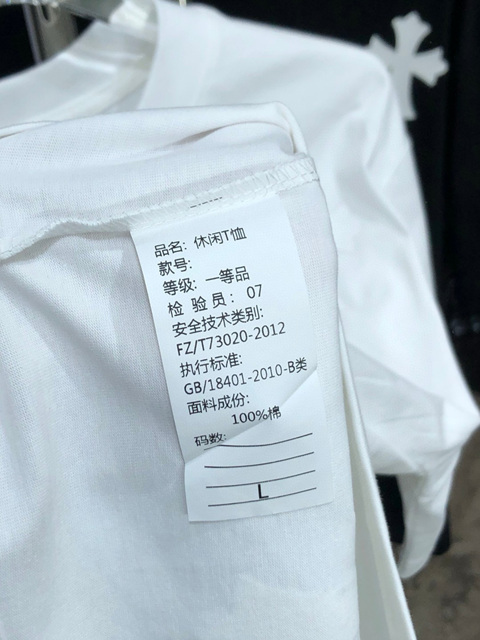 品名: 休闲T恤
款号:
等级: 一等品
检 验 员: 07
安全技术类别:
FZ/T73020-2012
执行标准:
GB/18401-2010-B类
面料成份:
100%棉
码数:
L